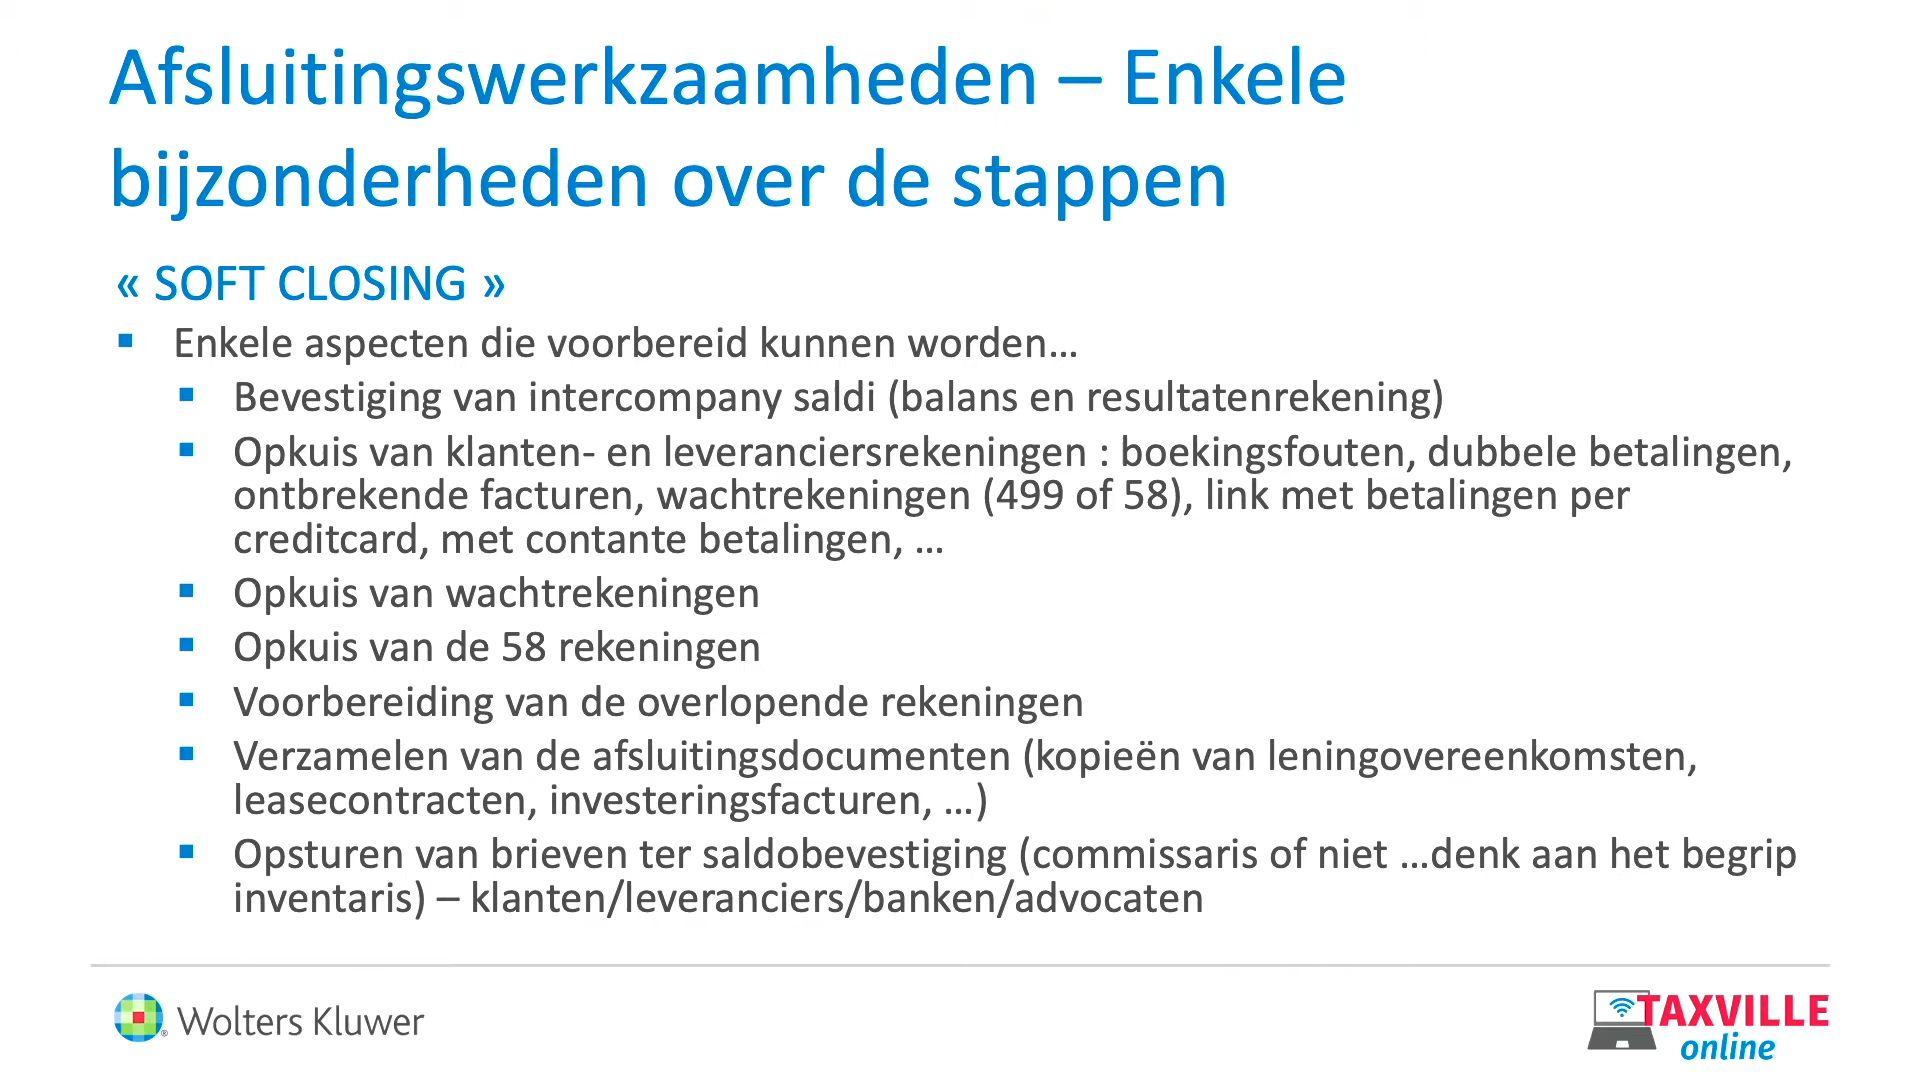 Afsluitingswerkzaamheden – Enkele
bijzonderheden over de stappen
« SOFT CLOSING »
▪ Enkele aspecten die voorbereid kunnen worden…
▪ Bevestiging van intercompany saldi (balans en resultatenrekening)
▪ Opkuis van klanten- en leveranciersrekeningen : boekingsfouten, dubbele betalingen,
ontbrekende facturen, wachtrekeningen (499 of 58), link met betalingen per
creditcard, met contante betalingen, …
▪ Opkuis van wachtrekeningen
▪ Opkuis van de 58 rekeningen
▪ Voorbereiding van de overlopende rekeningen
▪ Verzamelen van de afsluitingsdocumenten (kopieën van leningovereenkomsten,
leasecontracten, investeringsfacturen, …)
▪ Opsturen van brieven ter saldobevestiging (commissaris of niet …denk aan het begrip
inventaris) – klanten/leveranciers/banken/advocaten
® Wolters Kluwer
TAXVILLE
online